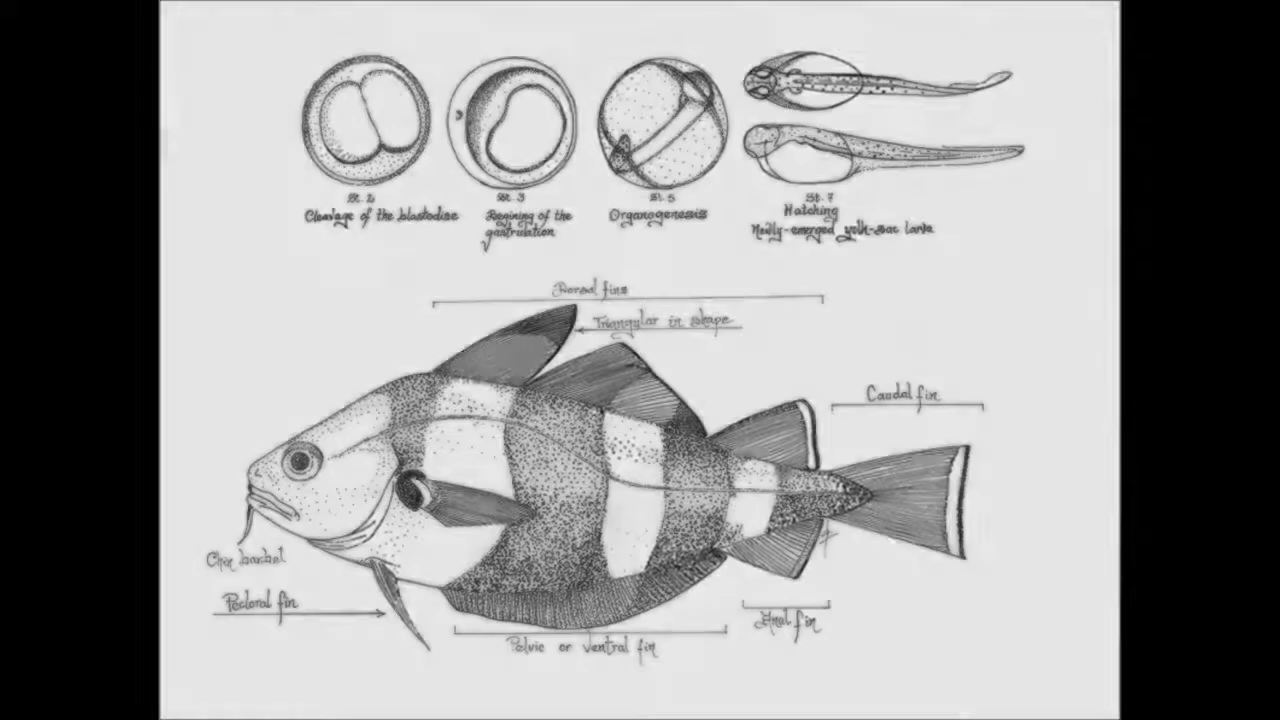 St. 2
Cleavage of the blastodisc
St. 3
Begining of the
gastrulation
St. 5
Organogenesis
St. 7
Hatching
Newly-emerged yolk-sac larva
Dorsal fins
Triangular in shape
Caudal fin
Chin barbel
Pectoral fin
Pelvic or ventral fin
Anal fin